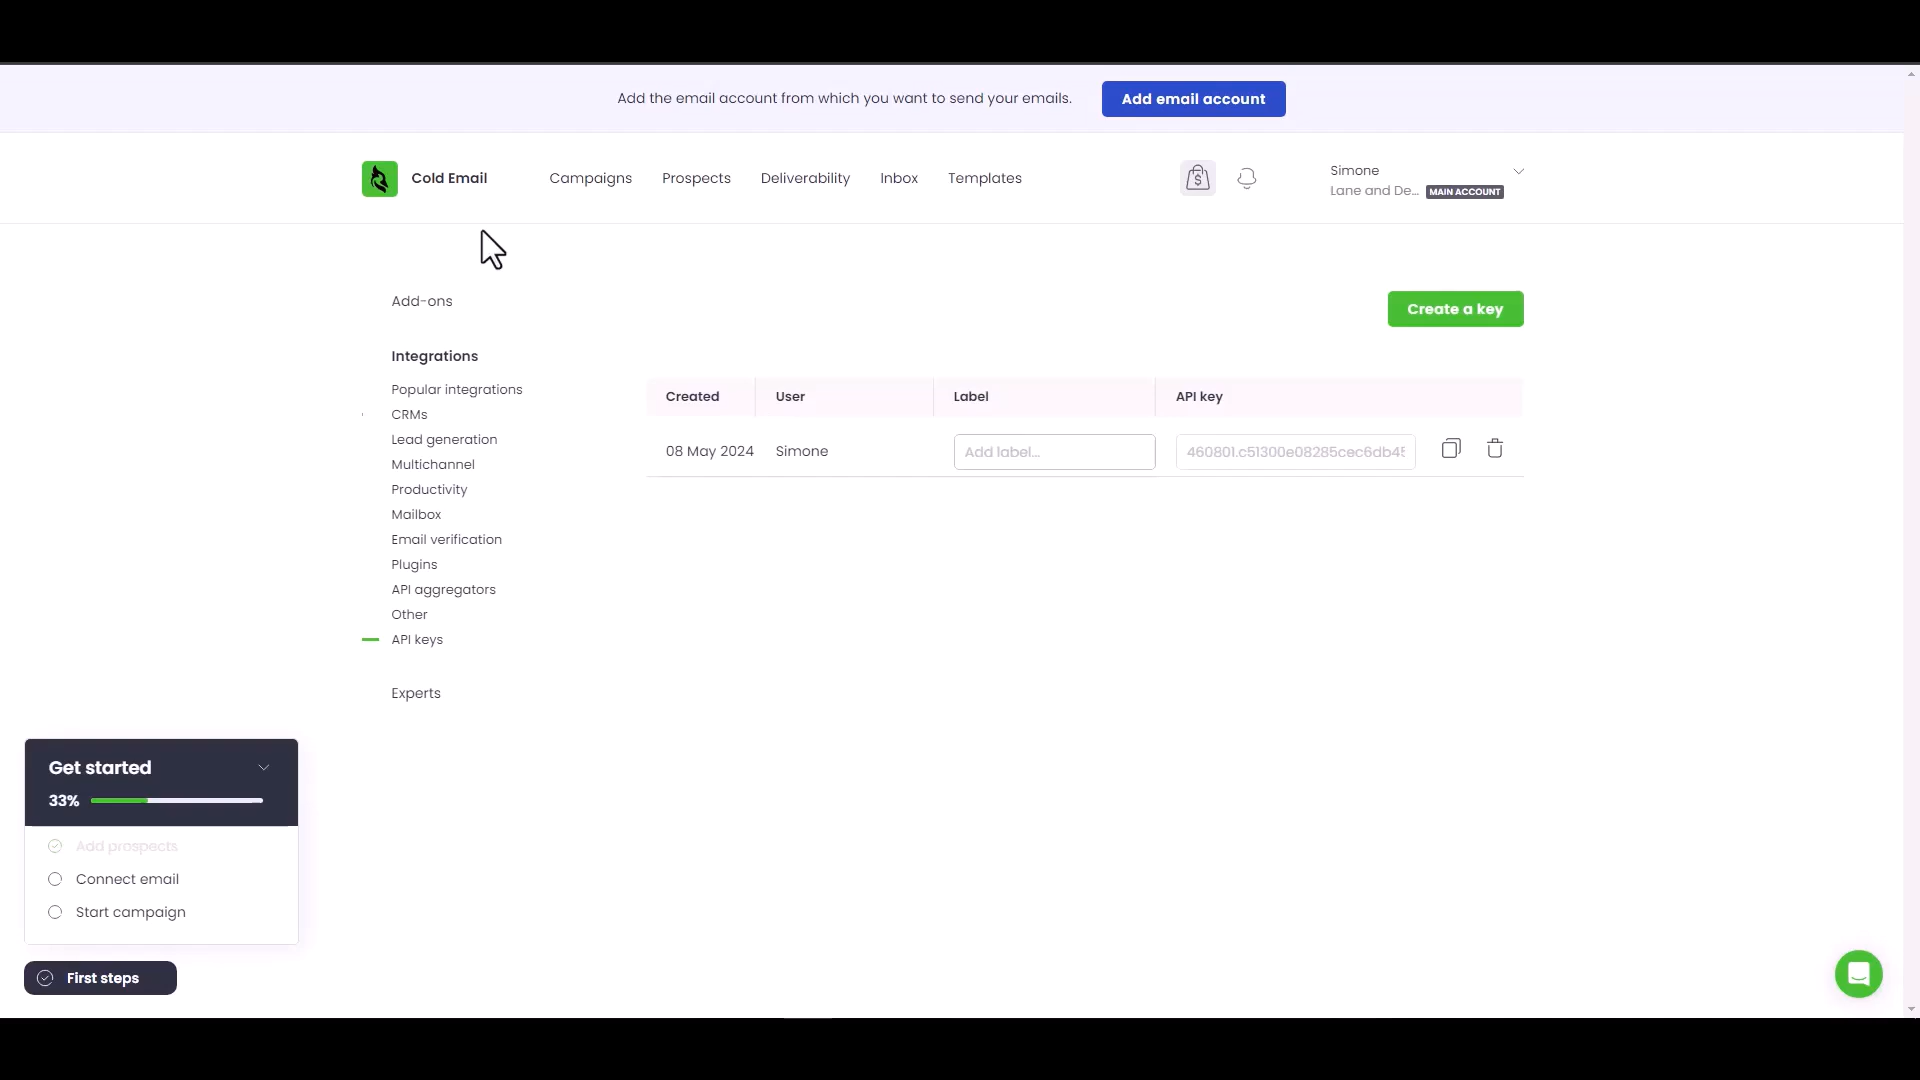 Add the email account from which you want to send your emails.
Add email account
Cold Email
Campaigns
Prospects
Deliverability
Inbox
Templates
Simone
Lane and De...
MAIN ACCOUNT
Add-ons
Create a key
Integrations
Popular integrations
CRMs
Lead generation
Multichannel
Productivity
Mailbox
Email verification
Plugins
API aggregators
Other
API keys
Experts
Created
User
Label
API key
08 May 2024
Simone
Add label...
460801.c51300e08285cec6db45
Get started
33%
Add prospects
Connect email
Start campaign
First steps